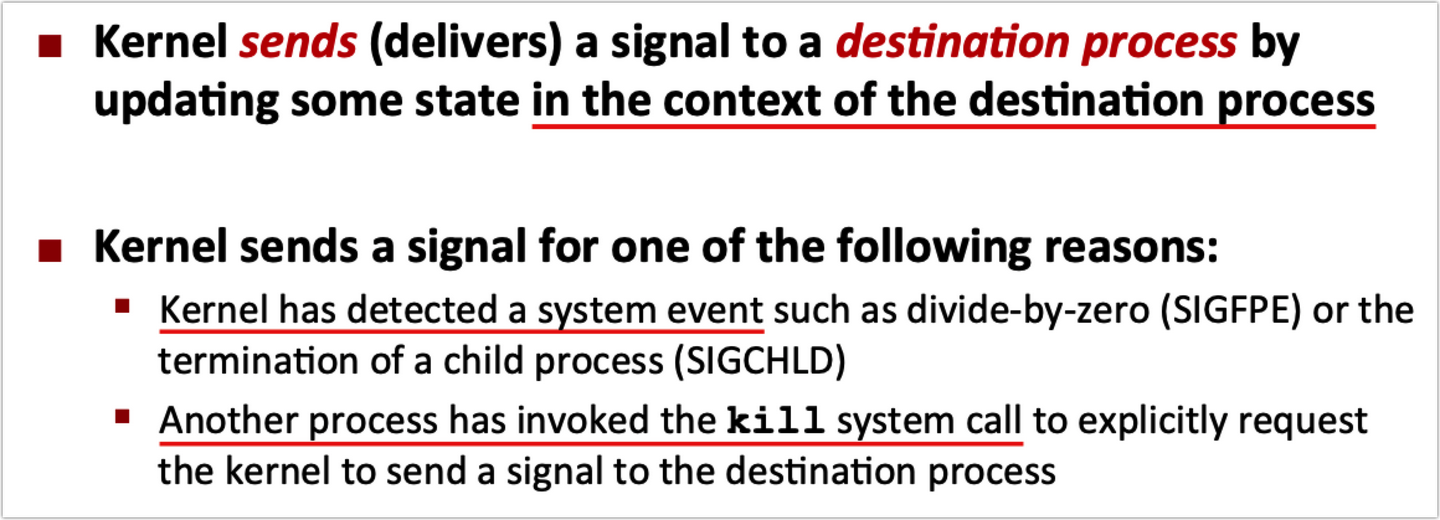 Kernel sends (delivers) a signal to a destination process by
updating some state in the context of the destination process
Kernel sends a signal for one of the following reasons:
Kernel has detected a system event such as divide-by-zero (SIGFPE) or the
termination of a child process (SIGCHLD)
Another process has invoked the kill system call to explicitly request
the kernel to send a signal to the destination process